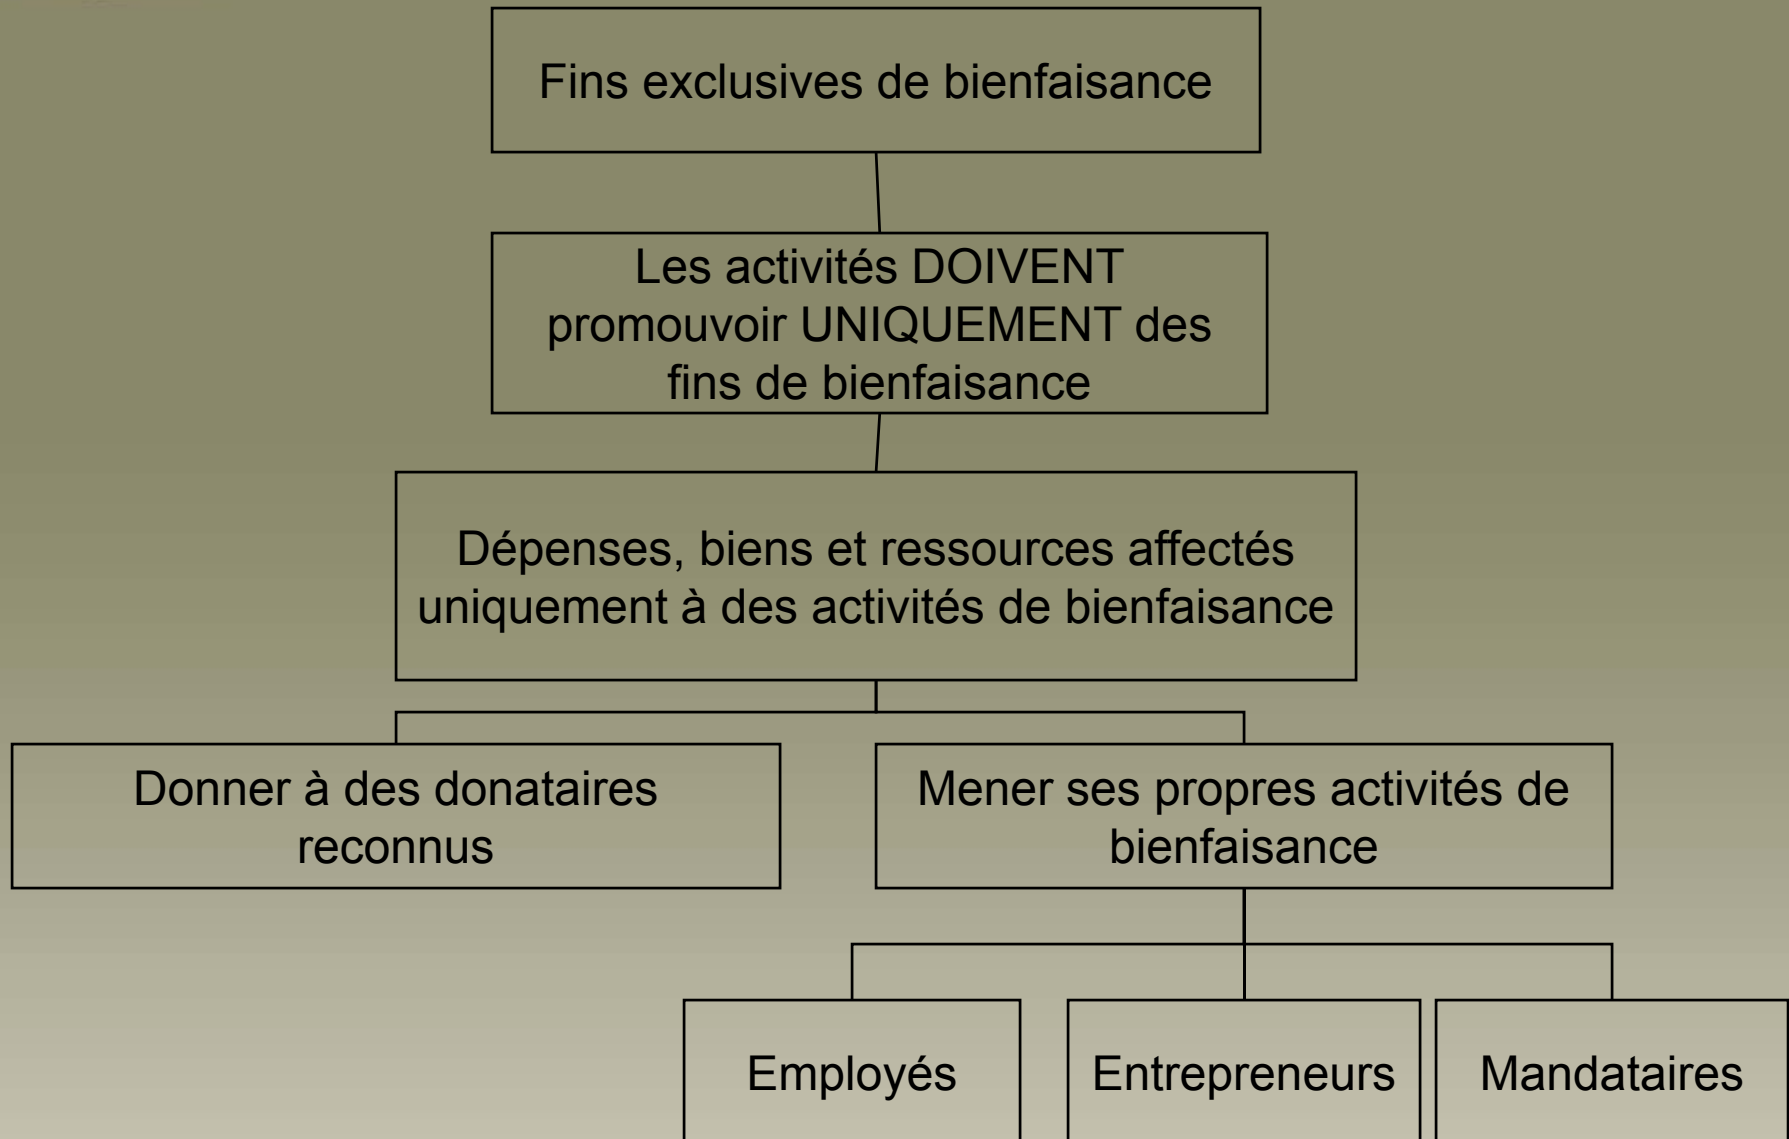 Fins exclusives de bienfaisance
Les activités DOIVENT
promouvoir UNIQUEMENT des
fins de bienfaisance
Dépenses, biens et ressources affectés
uniquement à des activités de bienfaisance
Donner à des donataires
reconnus
Mener ses propres activités de
bienfaisance
Employés
Entrepreneurs
Mandataires